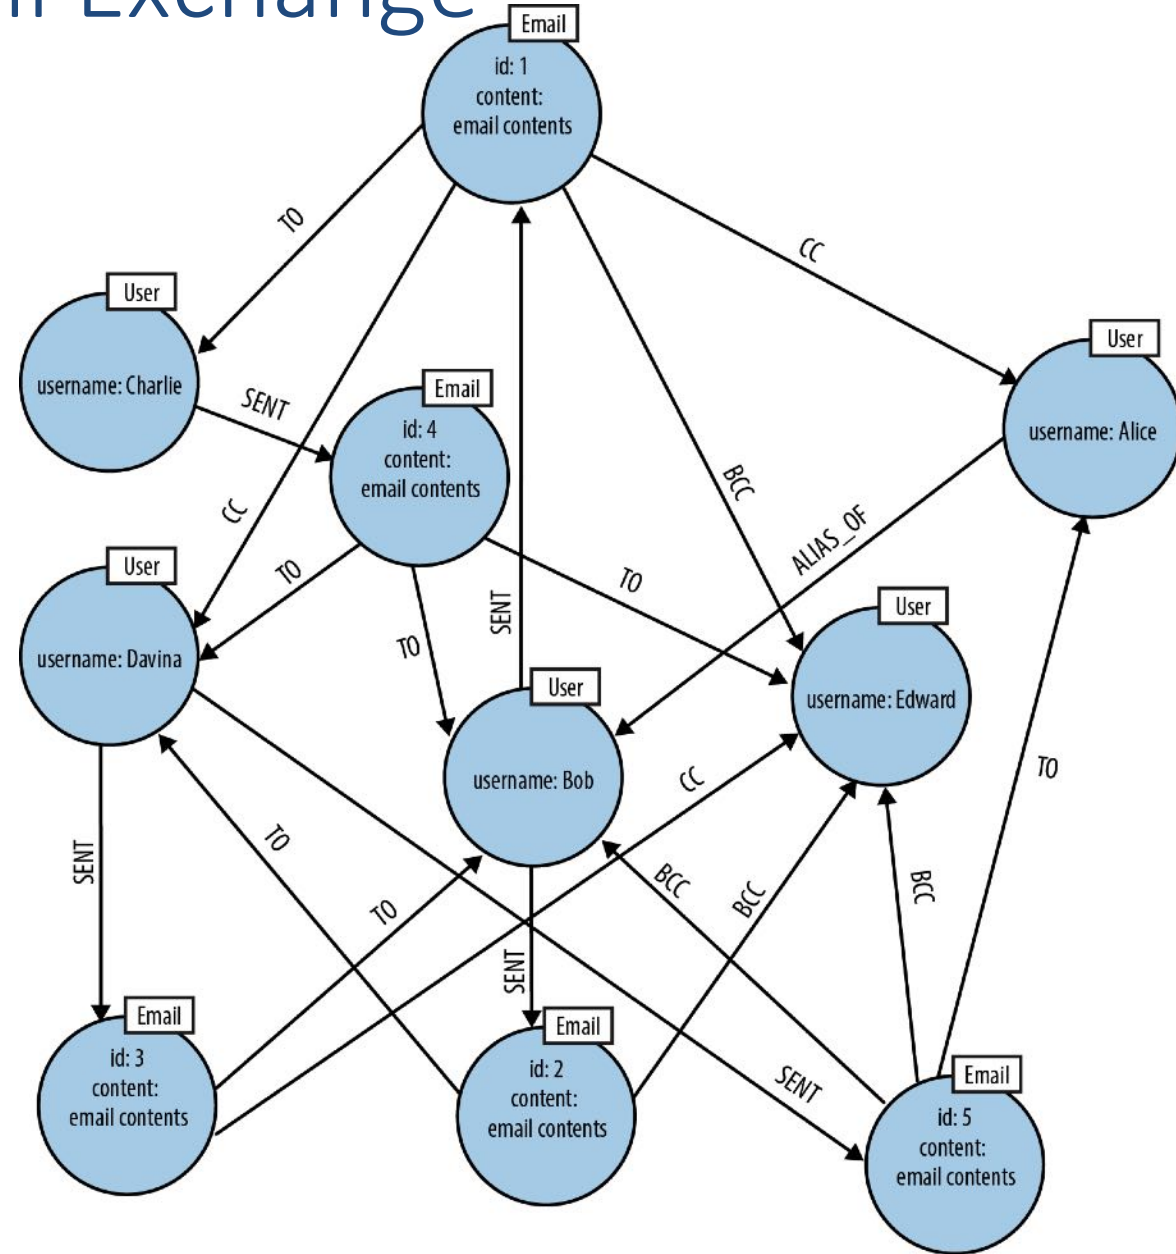 Exchange
Email
id: 1
content:
email contents
TO
CC
User
username: Charlie
SENT
Email
id: 4
content:
email contents
User
username: Alice
CC
BCC
ALIAS_OF
User
username: Davina
TO
TO
TO
SENT
User
username: Edward
User
username: Bob
CC
TO
SENT
TO
TO
BCC
BCC
BCC
SENT
SENT
Email
id: 3
content:
email contents
Email
id: 2
content:
email contents
Email
id: 5
content:
email contents